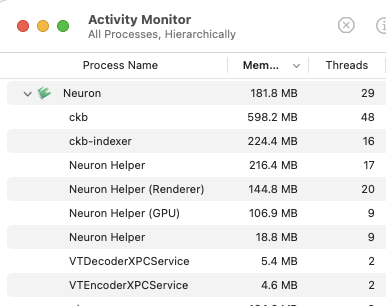 Activity Monitor
All Processes, Hierarchically
Process Name Mem... Threads
Neuron 181.8 MB 29
ckb 598.2 MB 48
ckb-indexer 224.4 MB 16
Neuron Helper 216.4 MB 17
Neuron Helper (Renderer) 144.8 MB 20
Neuron Helper (GPU) 106.9 MB 9
Neuron Helper 18.8 MB 9
VTDecoderXPCService 5.4 MB 2
VTEncoderXPCService 4.6 MB 2